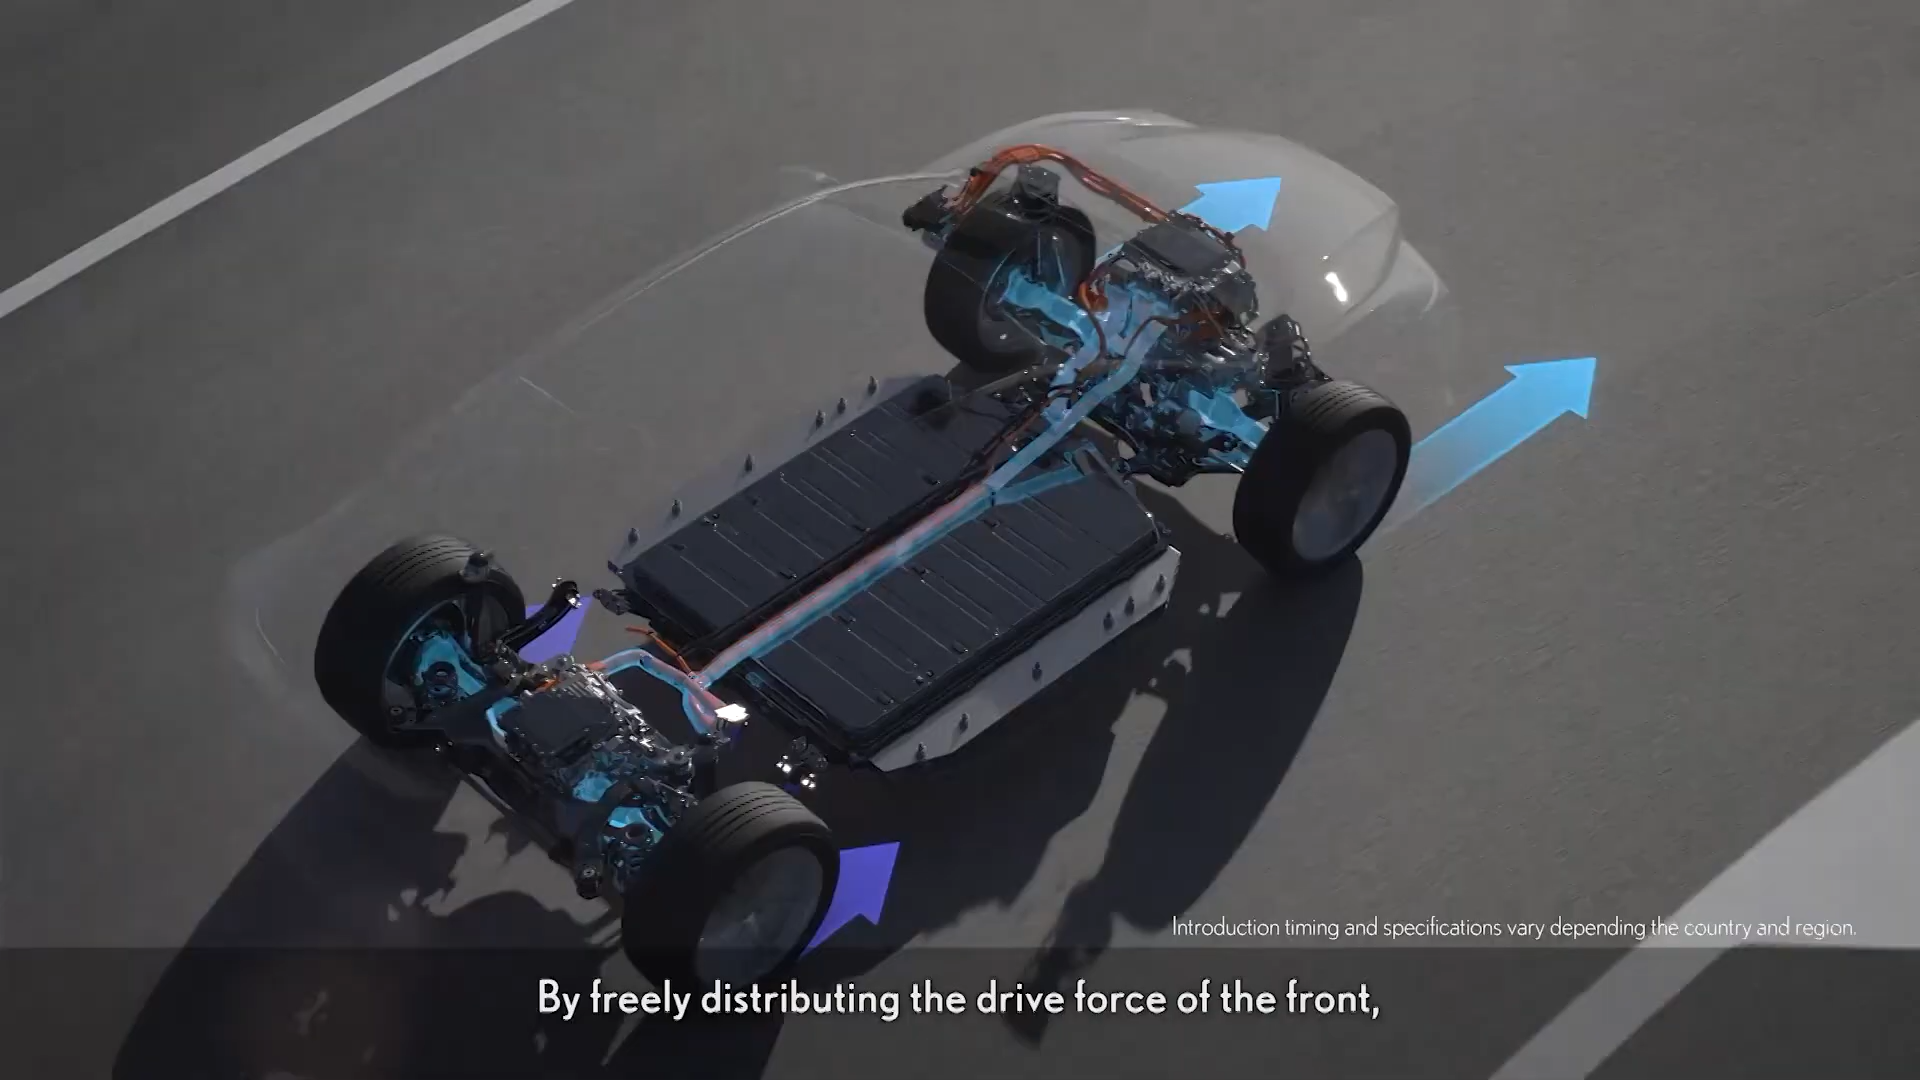 Introduction timing and specifications vary depending the country and region.
By freely distributing the drive force of the front,